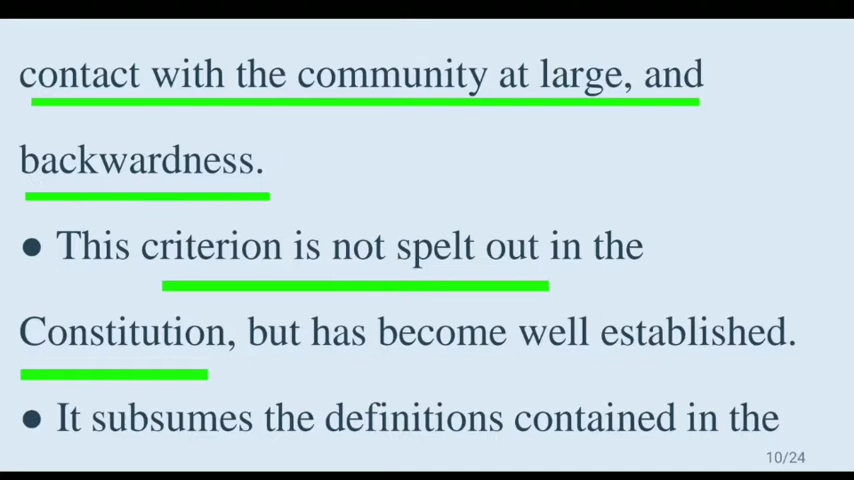 contact with the community at large, and
backwardness.
● This criterion is not spelt out in the
Constitution, but has become well established.
● It subsumes the definitions contained in the
10/24